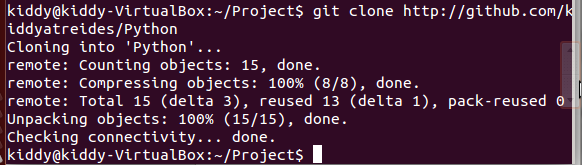 kiddy@kiddy-VirtualBox:~/Project$ git clone http://github.com/k
iddyatreides/Python
Cloning into 'Python'...
remote: Counting objects: 15, done.
remote: Compressing objects: 100% (8/8), done.
remote: Total 15 (delta 3), reused 13 (delta 1), pack-reused 0
Unpacking objects: 100% (15/15), done.
Checking connectivity... done.
kiddy@kiddy-VirtualBox:~/Project$